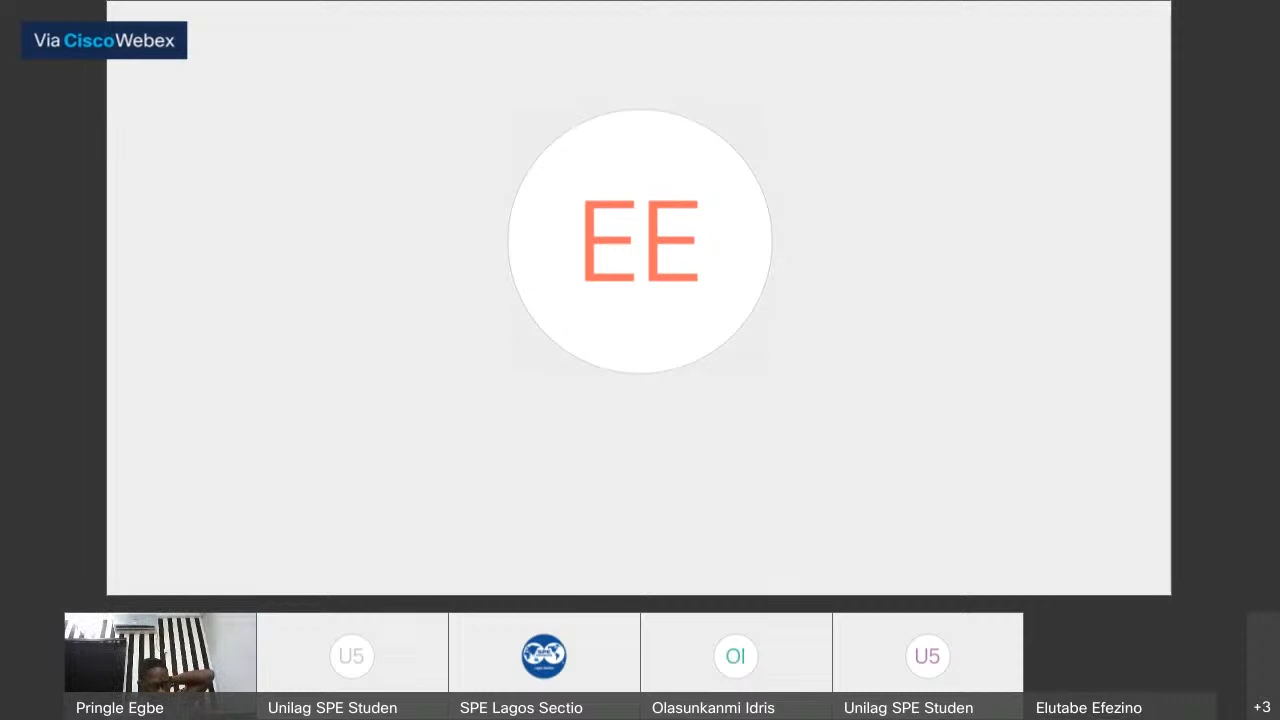 Via CiscoWebex
EE
U5
SPE
OI
U5
Pringle Egbe
Unilag SPE Studen
SPE Lagos Sectio
Olasunkanmi Idris
Unilag SPE Studen
Elutabe Efezino
+3